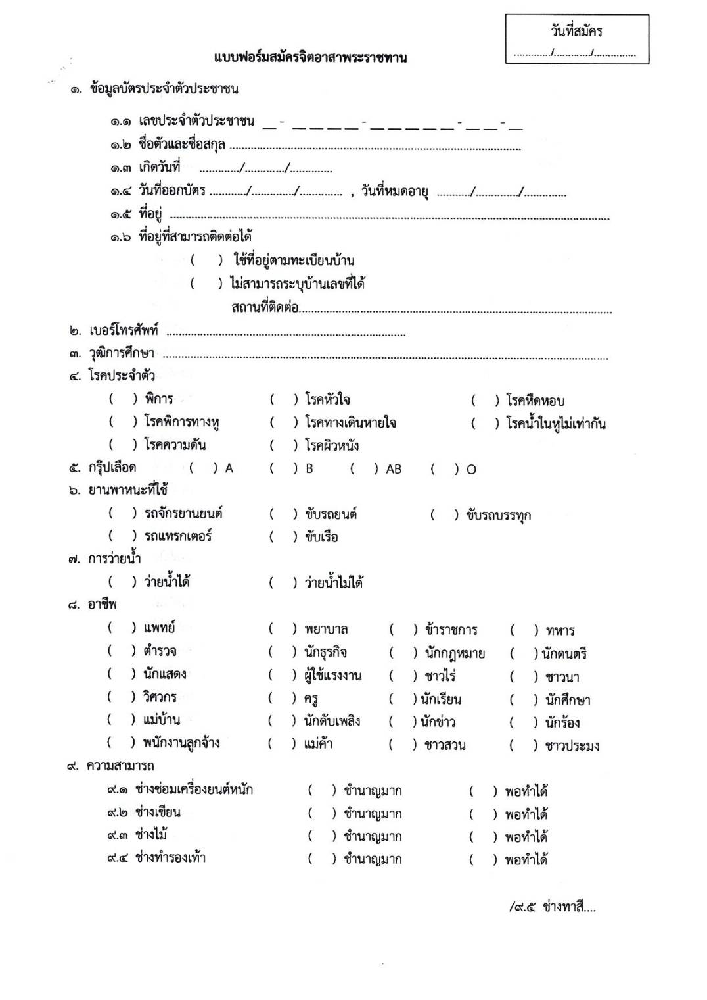 วันที่สมัคร
............/............/..............
แบบฟอร์มสมัครจิตอาสาพระราชทาน
๑. ข้อมูลบัตรประจำตัวประชาชน
๑.๑ เลขประจำตัวประชาชน __ - __ __ __ __ - __ __ __ __ __ - __ __ - __
๑.๒ ชื่อตัวและชื่อสกุล ................................................................................
๑.๓ เกิดวันที่ ............./............./..............
๑.๔ วันที่ออกบัตร ............/............../.............. , วันที่หมดอายุ .........../............../..............
๑.๕ ที่อยู่ ................................................................................
๑.๖ ที่อยู่ที่สามารถติดต่อได้
( ) ใช้ที่อยู่ตามทะเบียนบ้าน
( ) ไม่สามารถระบุบ้านเลขที่ได้
สถานที่ติดต่อ................................................................................
๒. เบอร์โทรศัพท์ ................................................................................
๓. วุฒิการศึกษา ................................................................................
๔. โรคประจำตัว
( ) พิการ ( ) โรคหัวใจ ( ) โรคหืดหอบ
( ) โรคพิการทางหู ( ) โรคทางเดินหายใจ ( ) โรคน้ำในหูไม่เท่ากัน
( ) โรคความดัน ( ) โรคผิวหนัง
๕. กรุ๊ปเลือด ( ) A ( ) B ( ) AB ( ) O
๖. ยานพาหนะที่ใช้
( ) รถจักรยานยนต์ ( ) ขับรถยนต์ ( ) ขับรถบรรทุก
( ) รถแทรกเตอร์ ( ) ขับเรือ
๗. การว่ายน้ำ
( ) ว่ายน้ำได้ ( ) ว่ายน้ำไม่ได้
๘. อาชีพ
( ) แพทย์ ( ) พยาบาล ( ) ข้าราชการ ( ) ทหาร
( ) ตำรวจ ( ) นักธุรกิจ ( ) นักกฎหมาย ( ) นักดนตรี
( ) นักแสดง ( ) ผู้ใช้แรงงาน ( ) ชาวไร่ ( ) ชาวนา
( ) วิศวกร ( ) ครู ( ) นักเรียน ( ) นักศึกษา
( ) แม่บ้าน ( ) นักดับเพลิง ( ) นักข่าว ( ) นักร้อง
( ) พนักงานลูกจ้าง ( ) แม่ค้า ( ) ชาวสวน ( ) ชาวประมง
๙. ความสามารถ
๙.๑ ช่างซ่อมเครื่องยนต์หนัก ( ) ชำนาญมาก ( ) พอทำได้
๙.๒ ช่างเขียน ( ) ชำนาญมาก ( ) พอทำได้
๙.๓ ช่างไม้ ( ) ชำนาญมาก ( ) พอทำได้
๙.๔ ช่างทำรองเท้า ( ) ชำนาญมาก ( ) พอทำได้
/๙.๕ ช่างทาสี....